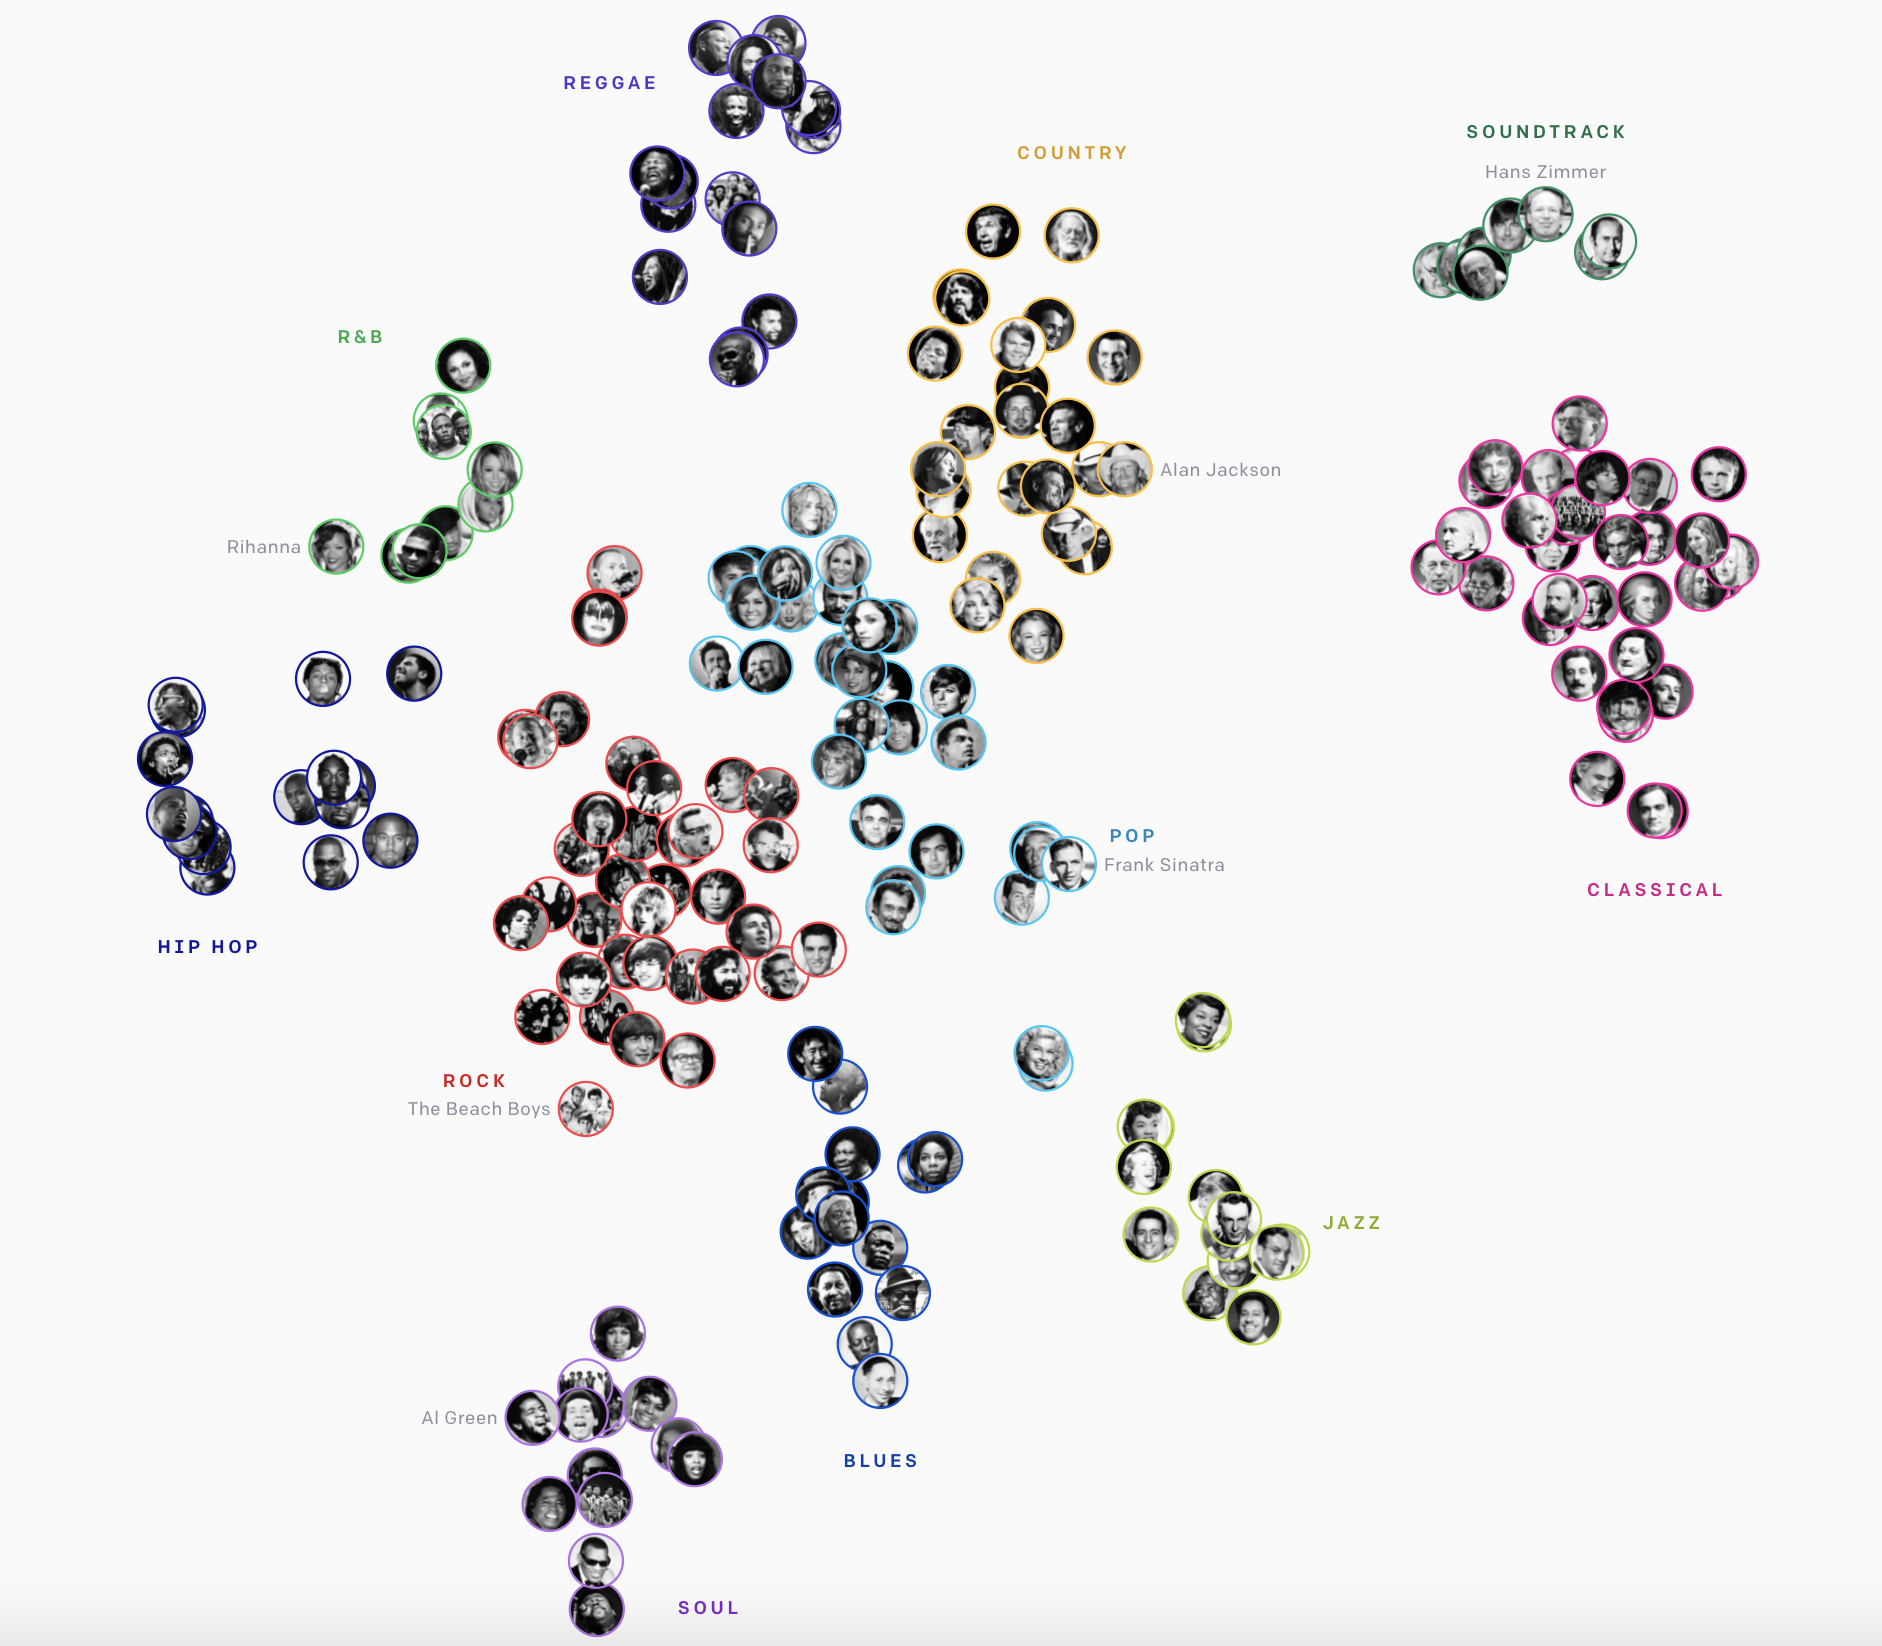 REGGAE
SOUNDTRACK
COUNTRY
Hans Zimmer
R&B
Alan Jackson
Rihanna
POP
Frank Sinatra
CLASSICAL
HIP HOP
ROCK
The Beach Boys
JAZZ
Al Green
BLUES
SOUL